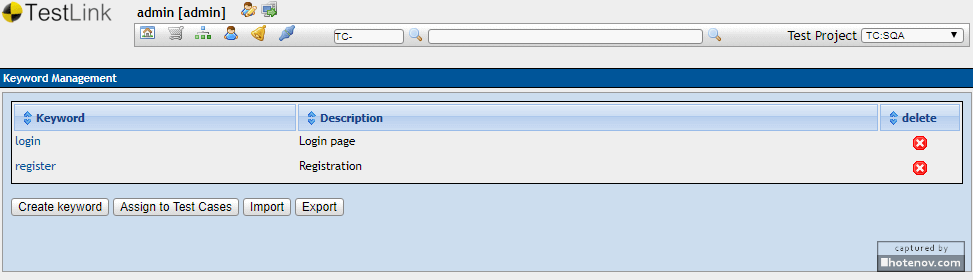 TestLink
admin [admin]
TC-
Test Project TC:SQA
Keyword Management
Keyword Description delete
login Login page
register Registration
Create keyword Assign to Test Cases Import Export
captured by
hotenov.com